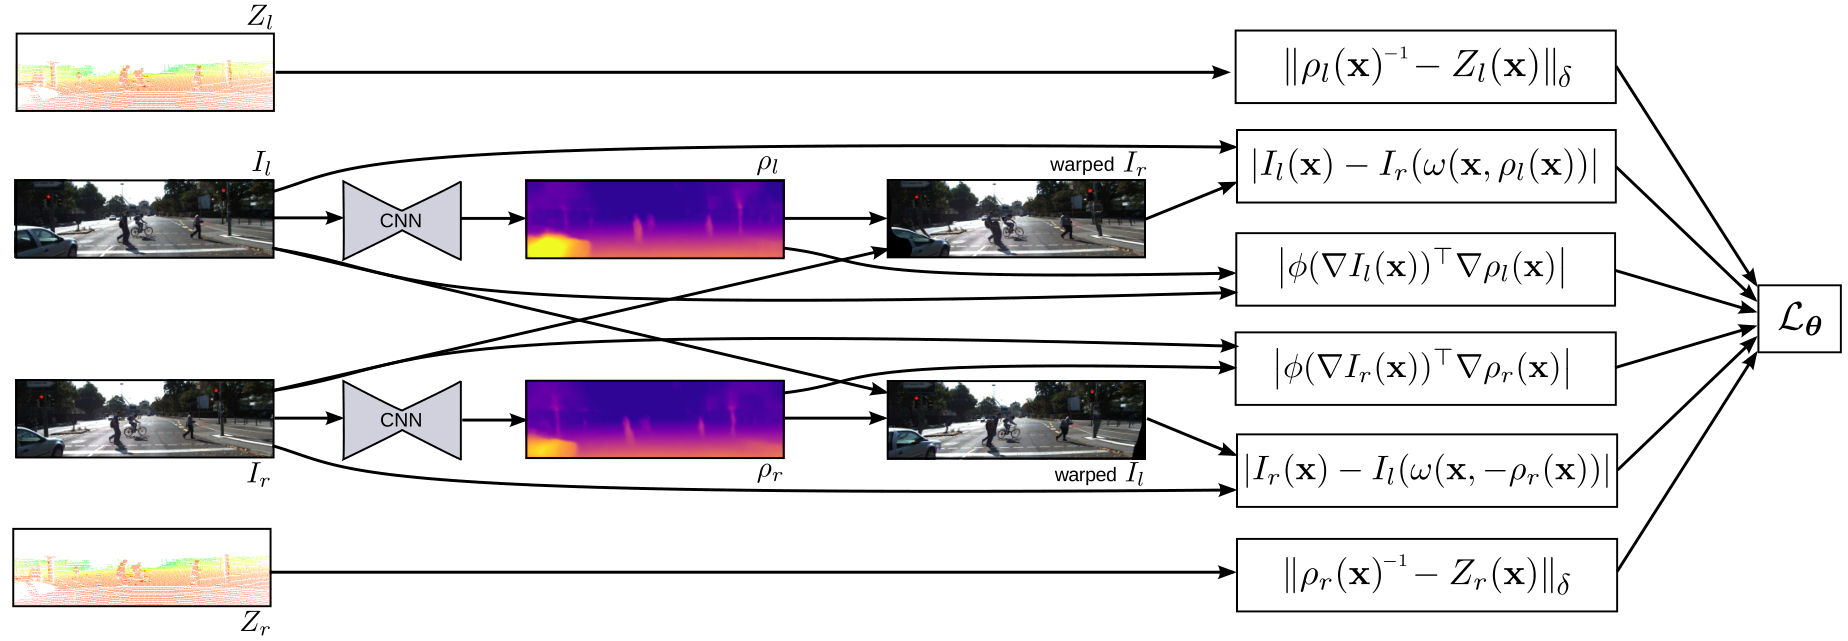 Z_l
‖ρ_l(𝐱)⁻¹ − Z_l(𝐱)‖_δ
I_l
CNN
ρ_l
warped I_r
|I_l(𝐱) − I_r(ω(𝐱, ρ_l(𝐱))|
|ϕ(∇I_l(𝐱))^⊤∇ρ_l(𝐱)|
ℒ_𝜽
|ϕ(∇I_r(𝐱))^⊤∇ρ_r(𝐱)|
CNN
I_r
ρ_r
warped I_l
|I_r(𝐱) − I_l(ω(𝐱, −ρ_r(𝐱))|
‖ρ_r(𝐱)⁻¹ − Z_r(𝐱)‖_δ
Z_r